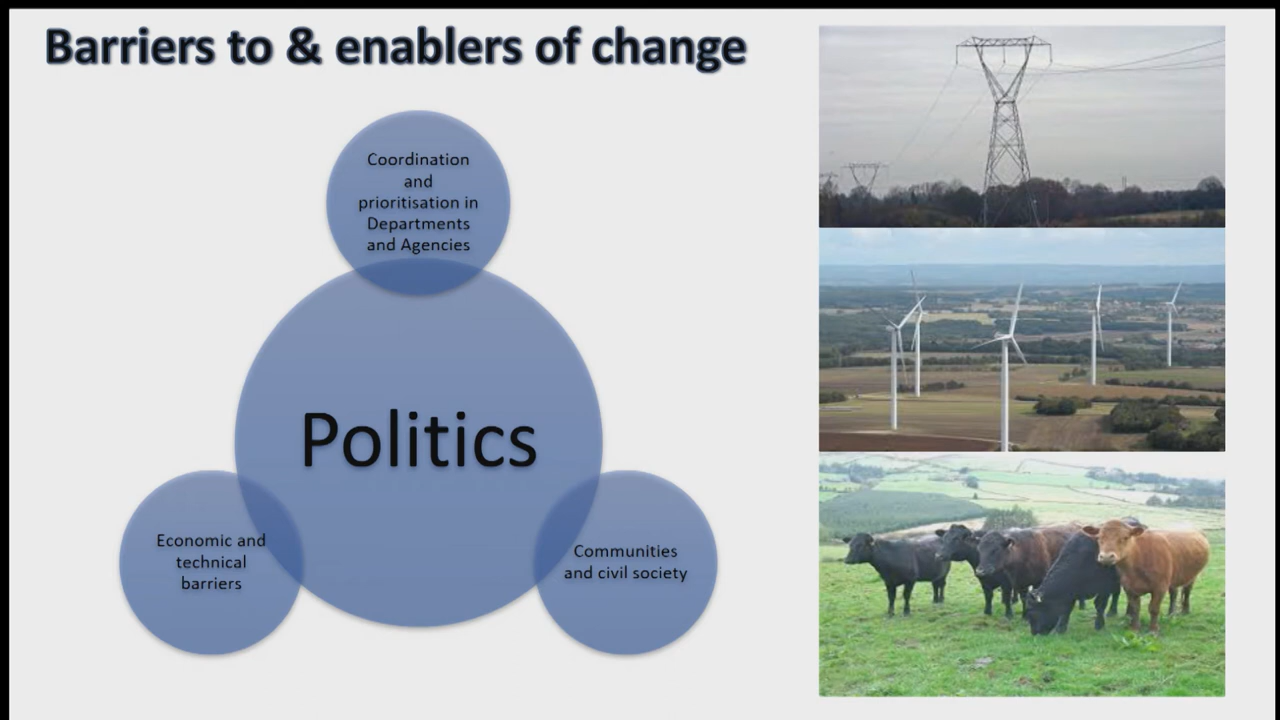 Barriers to & enablers of change
Coordination
and
prioritisation in
Departments
and Agencies
Politics
Economic and
technical
barriers
Communities
and civil society